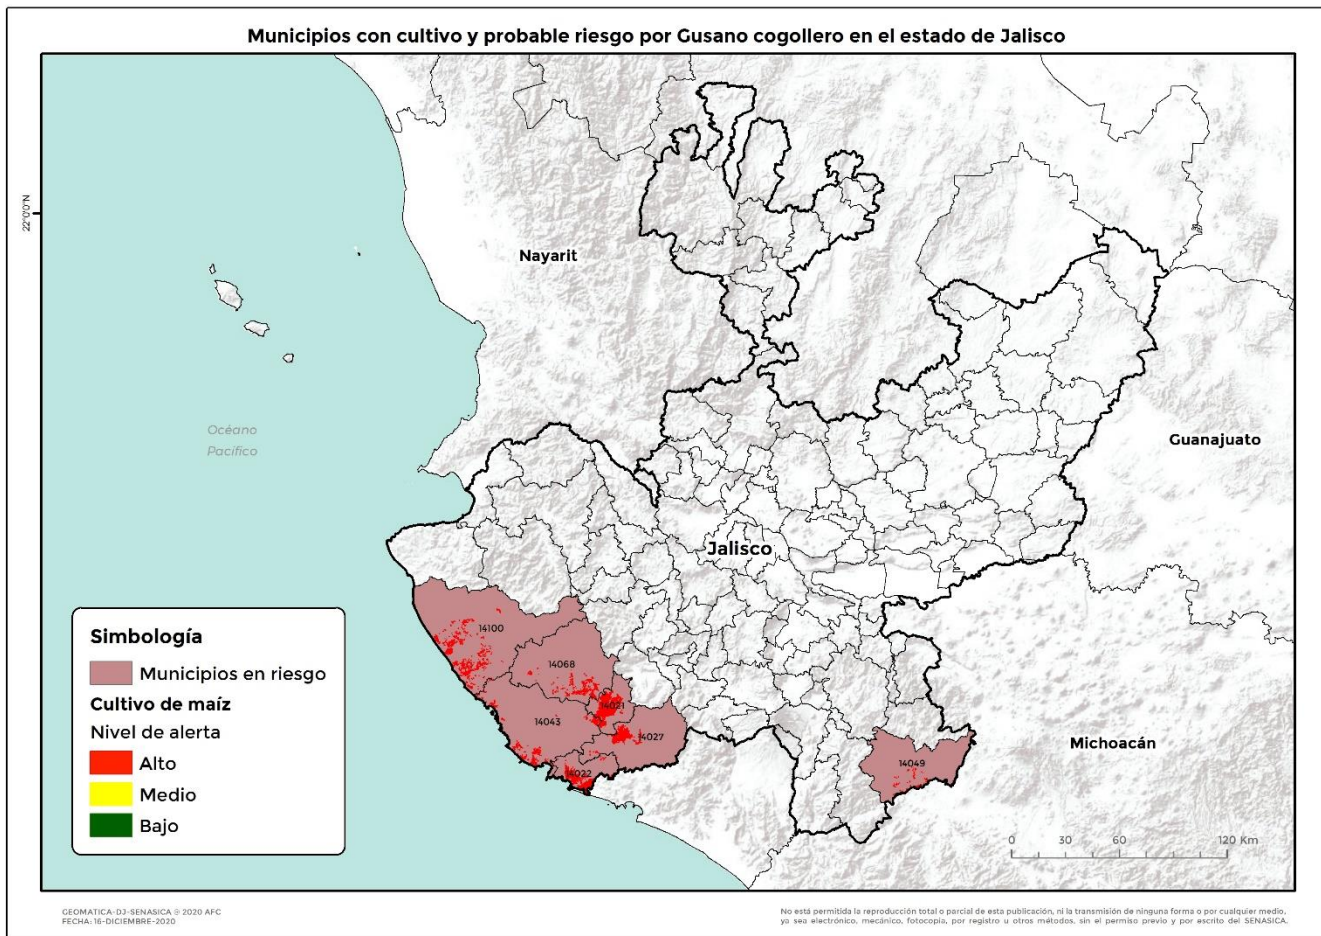 Municipios con cultivo y probable riesgo por Gusano cogollero en el estado de Jalisco
22°0'0"N
Nayarit
Océano
Pacífico
Guanajuato
Jalisco
14100
14068
14021
14043
14027
14022
14049
Michoacán
Simbología
Municipios en riesgo
Cultivo de maíz
Nivel de alerta
Alto
Medio
Bajo
0 30 60 120 Km
GEOMATICA-DJ-SENASICA @ 2020 AFC
FECHA: 16-DICIEMBRE-2020
No está permitida la reproducción total o parcial de esta publicación, ni la transmisión de ninguna forma o por cualquier medio,
ya sea electrónico, mecánico, fotocopia, por registro u otros métodos, sin el permiso previo y por escrito del SENASICA.